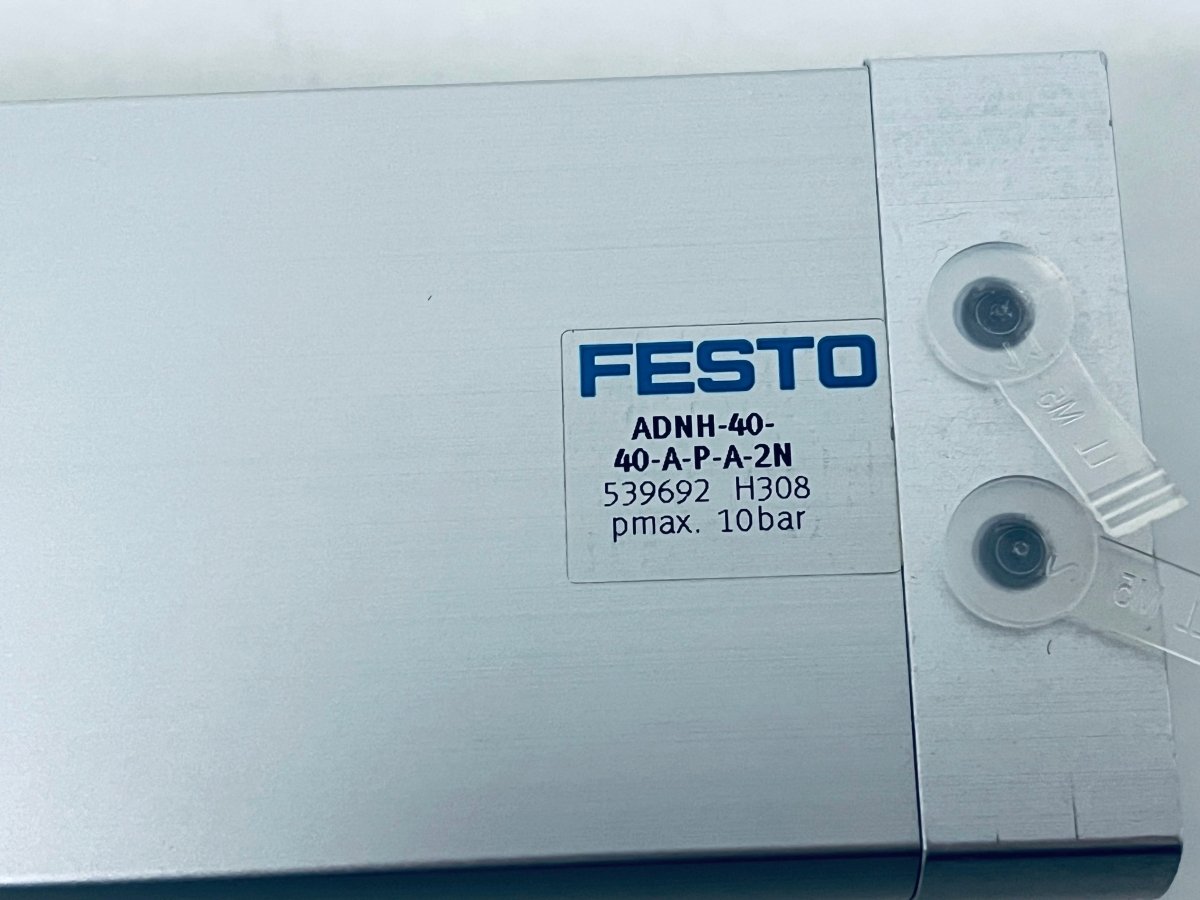 FESTO
ADNH-40-
40-A-P-A-2N
539692 H308
pmax. 10bar